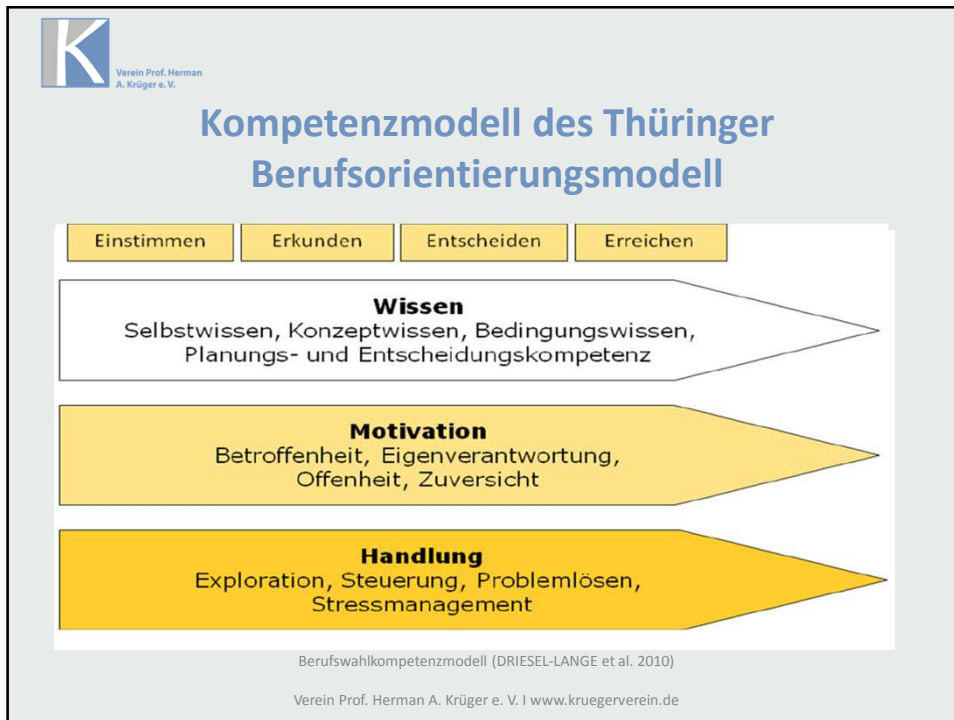 K
Verein Prof. Herman
A. Krüger e. V.
Kompetenzmodell des Thüringer
Berufsorientierungsmodell
Einstimmen Erkunden Entscheiden Erreichen
Wissen
Selbstwissen, Konzeptwissen, Bedingungswissen,
Planungs- und Entscheidungskompetenz
Motivation
Betroffenheit, Eigenverantwortung,
Offenheit, Zuversicht
Handlung
Exploration, Steuerung, Problemlösen,
Stressmanagement
Berufswahlkompetenzmodell (DRIESEL-LANGE et al. 2010)
Verein Prof. Herman A. Krüger e. V. I www.kruegerverein.de